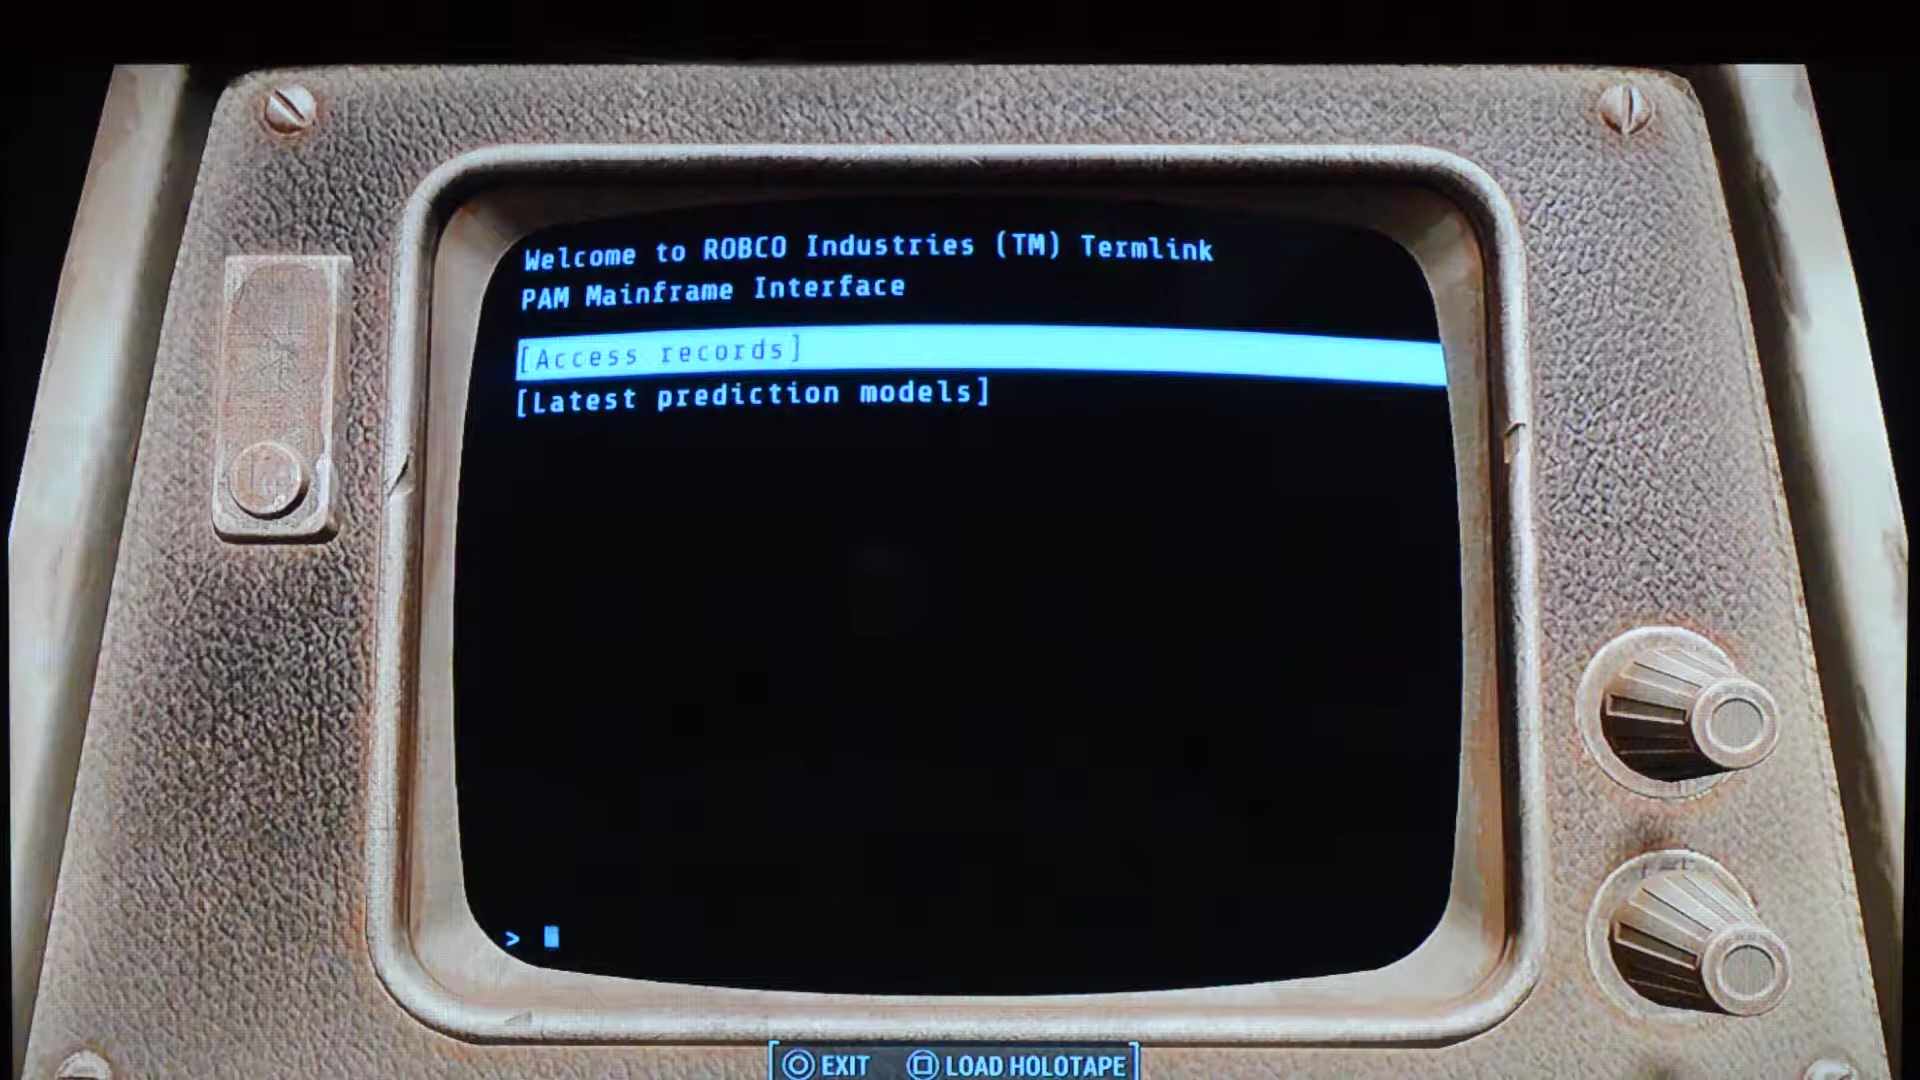 Welcome to ROBCO Industries (TM) Termlink
PAM Mainframe Interface
[Access records]
[Latest prediction models]
>
EXIT LOAD HOLOTAPE